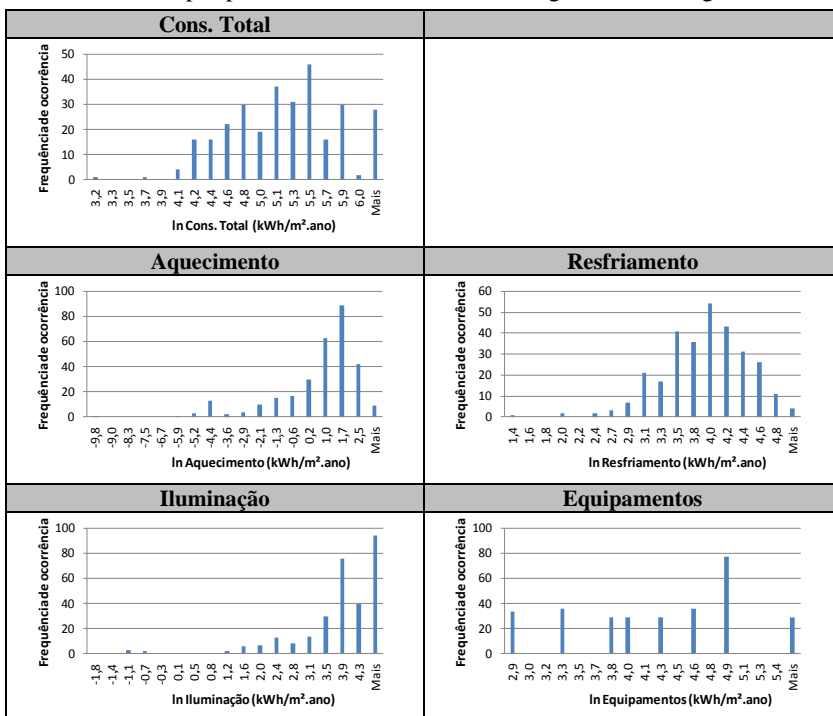 Cons. Total
Frequência de ocorrência
50
40
30
20
10
0
3,2 3,3 3,5 3,7 3,9 4,1 4,2 4,4 4,6 4,8 5,0 5,1 5,3 5,5 5,7 5,9 6,0 Mais
ln Cons. Total (kWh/m².ano)
Aquecimento
Frequência de ocorrência
100
80
60
40
20
0
-9,8 -9,0 -8,3 -7,5 -6,7 -5,9 -5,2 -4,4 -3,6 -2,9 -2,1 -1,3 -0,6 0,2 1,0 1,7 2,5 Mais
ln Aquecimento (kWh/m².ano)
Resfriamento
Frequência de ocorrência
60
50
40
30
20
10
0
1,4 1,6 1,8 2,0 2,2 2,4 2,7 2,9 3,1 3,3 3,5 3,8 4,0 4,2 4,4 4,6 4,8 Mais
ln Resfriamento (kWh/m².ano)
Iluminação
Frequência de ocorrência
100
80
60
40
20
0
-1,8 -1,4 -1,1 -0,7 -0,3 0,1 0,5 0,8 1,2 1,6 2,0 2,4 2,8 3,1 3,5 3,9 4,3 Mais
ln Iluminação (kWh/m².ano)
Equipamentos
Frequência de ocorrência
100
80
60
40
20
0
2,9 3,0 3,2 3,3 3,5 3,7 3,8 4,0 4,1 4,3 4,5 4,6 4,8 4,9 5,1 5,3 5,4 Mais
ln Equipamentos (kWh/m².ano)